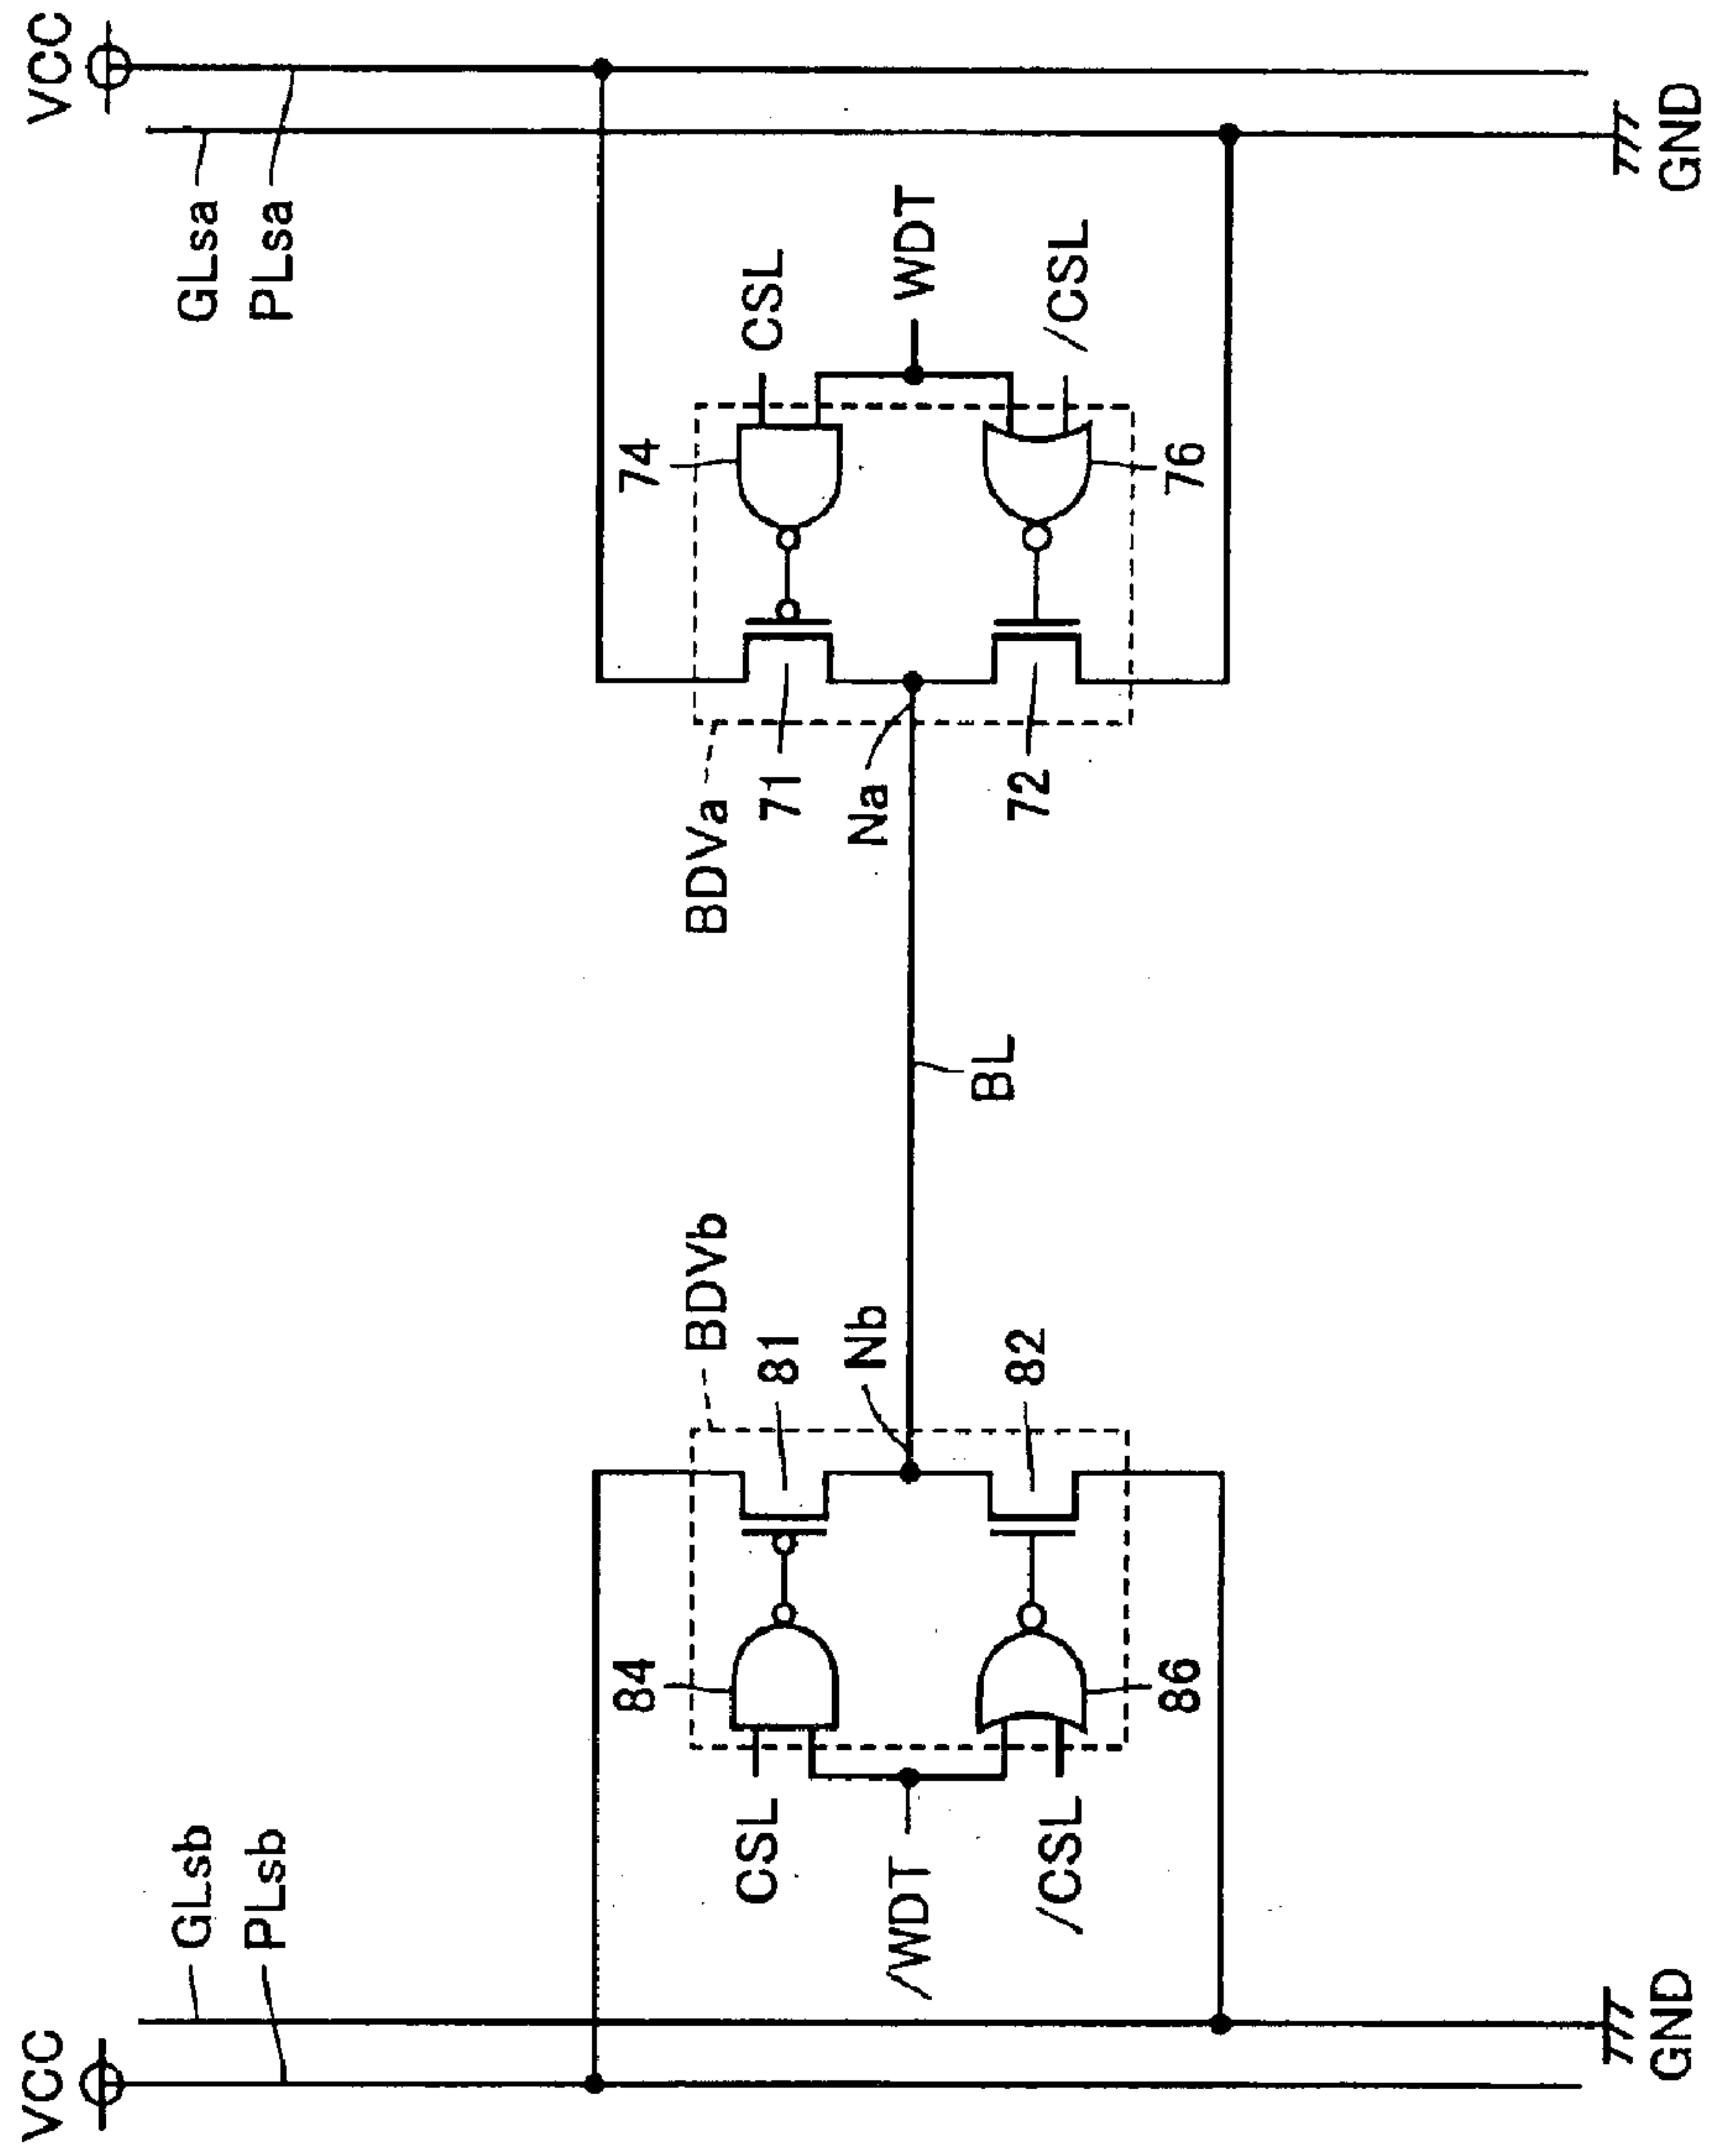 VCC
VCC
GLsb
PLsb
GLsa
PLsa
84
BDVb
BDVa
74
CSL
81
71
CSL
/WDT
Nb
BL
Na
WDT
/CSL
82
72
/CSL
86
76
GND
GND